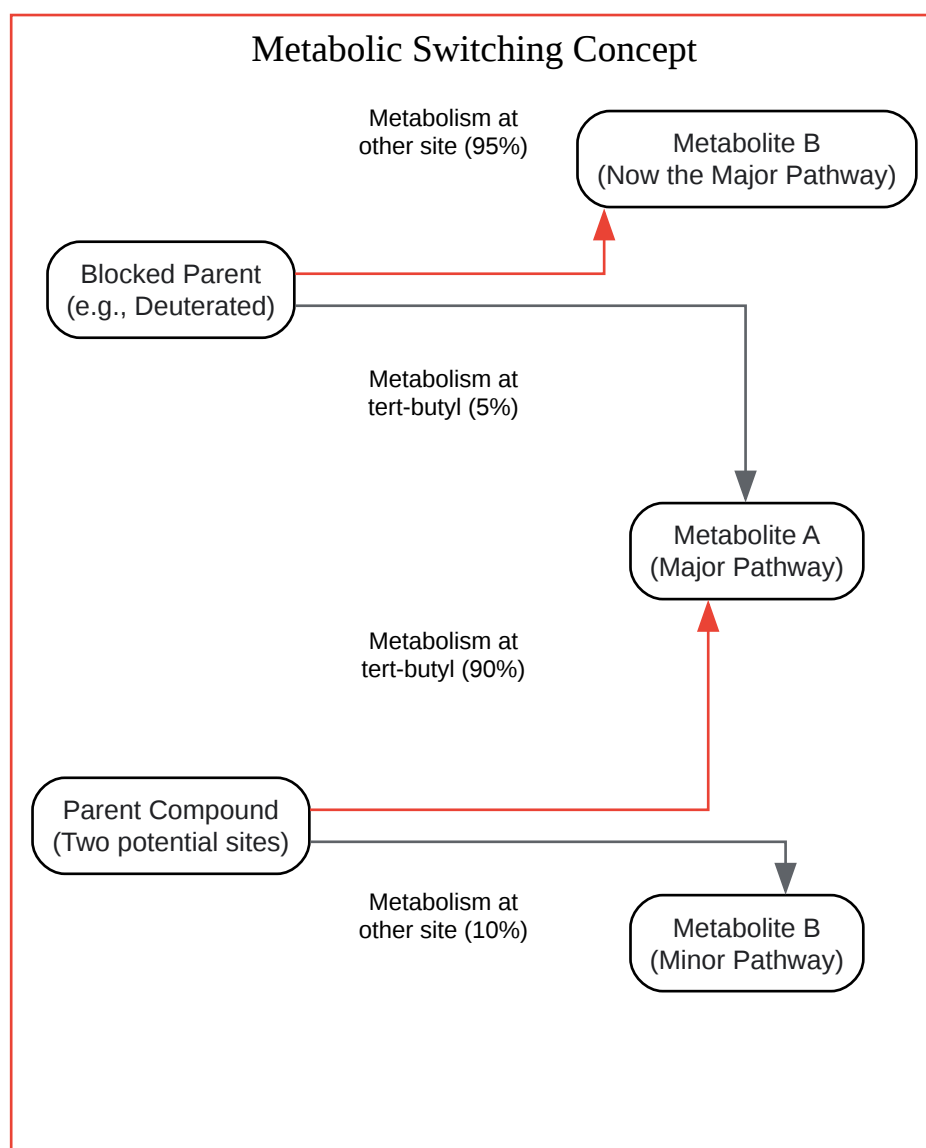 Metabolic Switching Concept
Metabolism at
other site (95%)
Metabolite B
(Now the Major Pathway)
Blocked Parent
(e.g., Deuterated)
Metabolism at
tert-butyl (5%)
Metabolite A
(Major Pathway)
Metabolism at
tert-butyl (90%)
Parent Compound
(Two potential sites)
Metabolism at
other site (10%)
Metabolite B
(Minor Pathway)